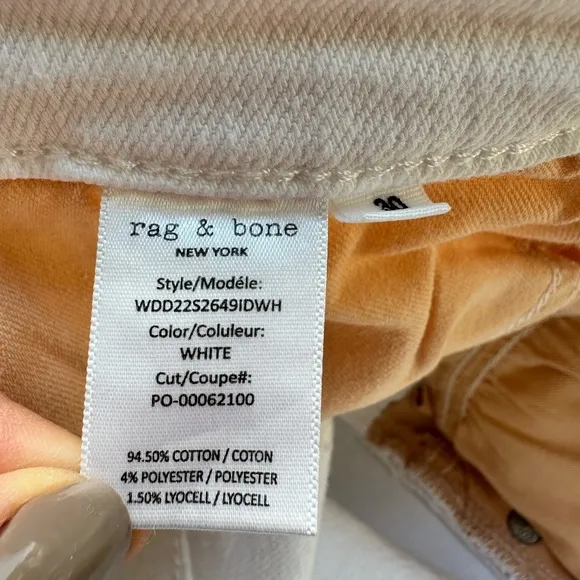 rag & bone
NEW YORK
Style/Modéle:
WDD22S2649IDWH
Color/Coluleur:
WHITE
Cut/Coupe#:
PO-00062100
94.50% COTTON / COTON
4% POLYESTER / POLYESTER
1.50% LYOCELL / LYOCELL
30